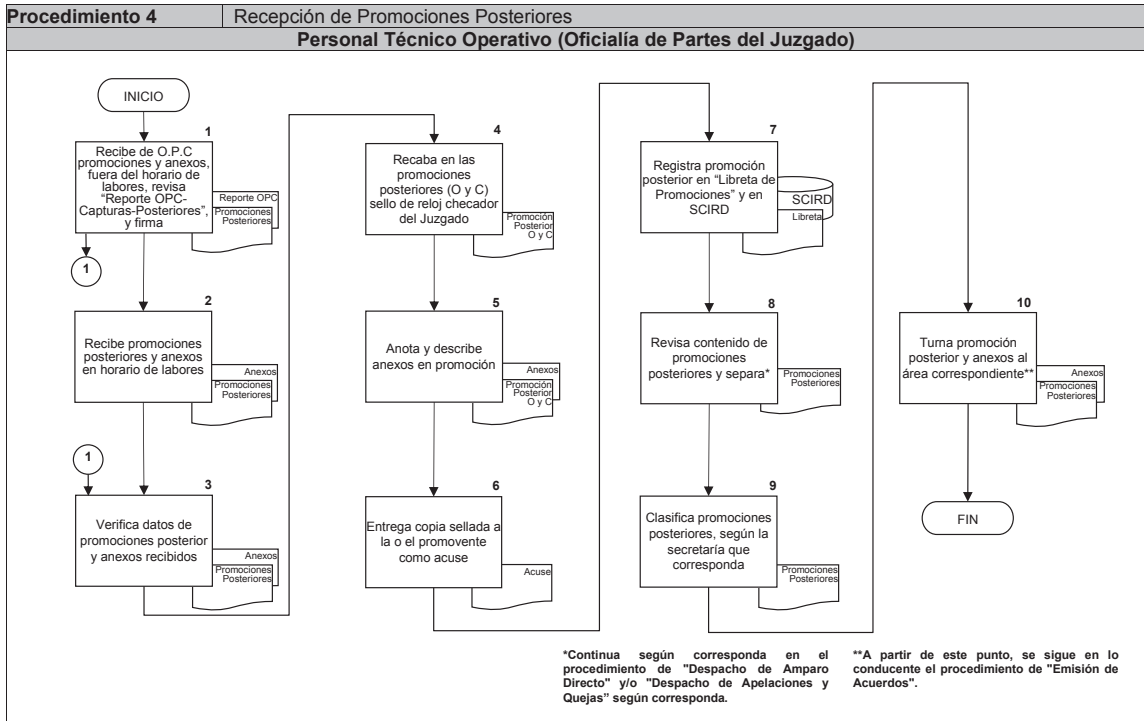 Procedimiento 4 Recepción de Promociones Posteriores
Personal Técnico Operativo (Oficialía de Partes del Juzgado)
INICIO
1
Recibe de O.P.C
promociones y anexos,
fuera del horario de
labores, revisa
“Reporte OPC-
Capturas-Posteriores”,
y firma
Reporte OPC
Promociones
Posteriores
1
2
Recibe promociones
posteriores y anexos
en horario de labores
Anexos
Promociones
Posteriores
1
3
Verifica datos de
promociones posterior
y anexos recibidos
Anexos
Promociones
Posteriores
4
Recaba en las
promociones
posteriores (O y C)
sello de reloj checador
del Juzgado
Promoción
Posterior
O y C
5
Anota y describe
anexos en promoción
Anexos
Promoción
Posterior
O y C
6
Entrega copia sellada a
la o el promovente
como acuse
Acuse
7
Registra promoción
posterior en “Libreta de
Promociones” y en
SCIRD
SCIRD
Libreta
8
Revisa contenido de
promociones
posteriores y separa*
Promociones
Posteriores
9
Clasifica promociones
posteriores, según la
secretaría que
corresponda
Promociones
Posteriores
10
Turna promoción
posterior y anexos al
área correspondiente**
Anexos
Promociones
Posteriores
FIN
*Continua según corresponda en el
procedimiento de "Despacho de Amparo
Directo" y/o "Despacho de Apelaciones y
Quejas” según corresponda.
**A partir de este punto, se sigue en lo
conducente el procedimiento de "Emisión de
Acuerdos".